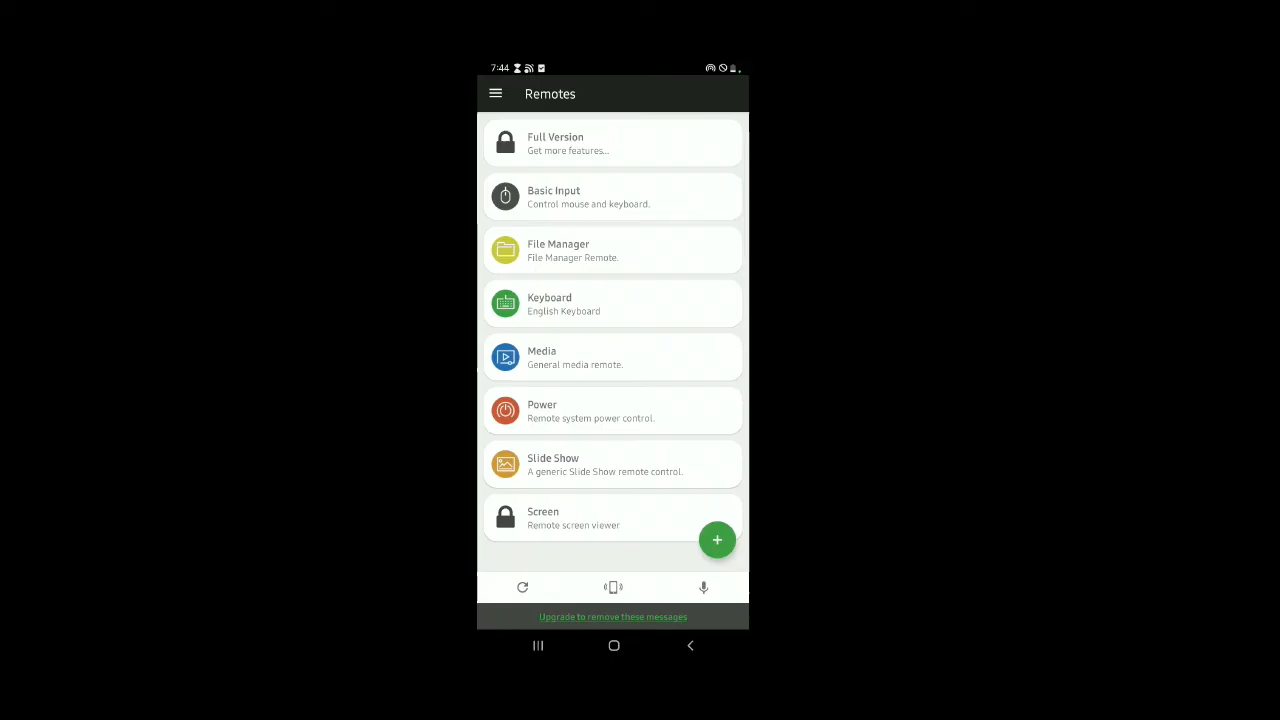 7:44
Remotes
Full Version
Get more features...
Basic Input
Control mouse and keyboard.
File Manager
File Manager Remote.
Keyboard
English Keyboard
Media
General media remote.
Power
Remote system power control.
Slide Show
A generic Slide Show remote control.
Screen
Remote screen viewer
Upgrade to remove these messages